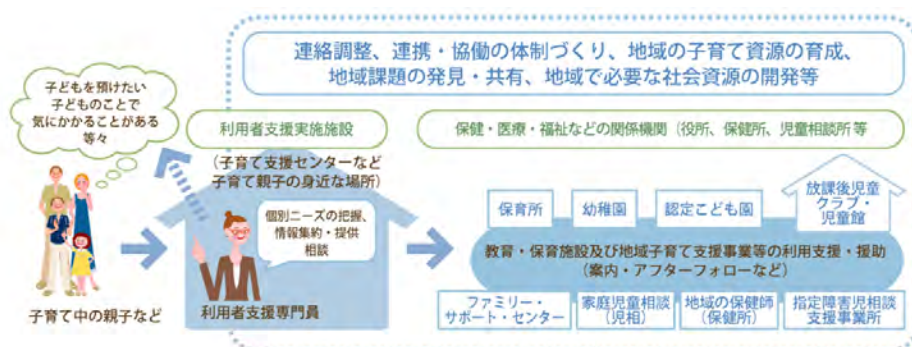 連絡調整、連携・協働の体制づくり、地域の子育て資源の育成、
地域課題の発見・共有、地域で必要な社会資源の開発等
子どもを預けたい
子どものことで
気にかかることがある
等々
利用者支援実施施設
(子育て支援センターなど
子育て親子の身近な場所)
個別ニーズの把握、
情報集約・提供
相談
子育て中の親子など
利用者支援専門員
保健・医療・福祉などの関係機関(役所、保健所、児童相談所 等
保育所
幼稚園
認定こども園
放課後児童
クラブ・
児童館
教育・保育施設及び地域子育て支援事業等の利用支援・援助
(案内・アフターフォローなど)
ファミリー・
サポート・センター
家庭児童相談
(児相)
地域の保健師
(保健所)
指定障害児相談
支援事業所